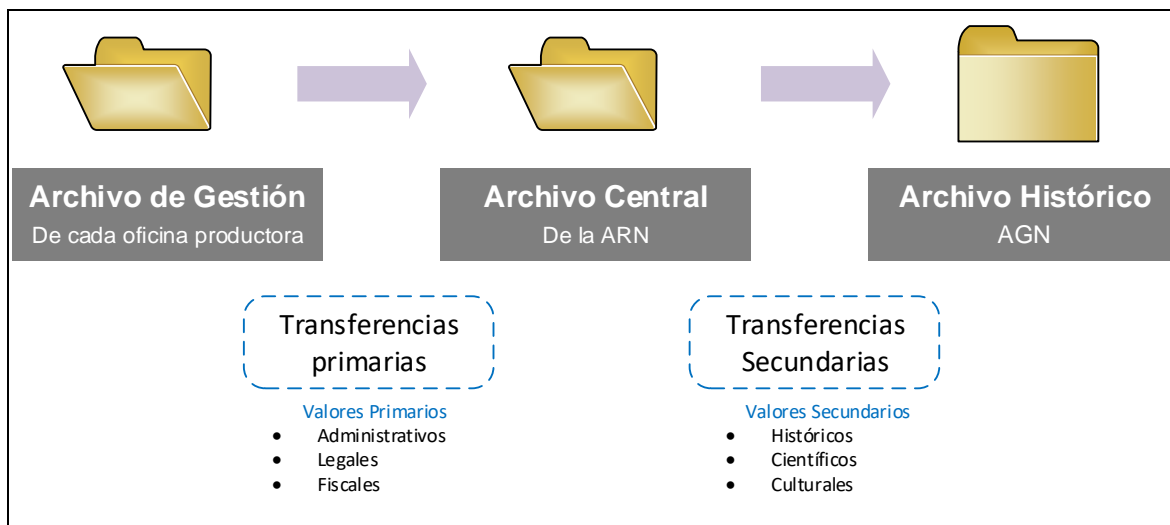 Archivo de Gestión
De cada oficina productora
Archivo Central
De la ARN
Archivo Histórico
AGN
Transferencias
primarias
Transferencias
Secundarias
Valores Primarios
• Administrativos
• Legales
• Fiscales
Valores Secundarios
• Históricos
• Científicos
• Culturales